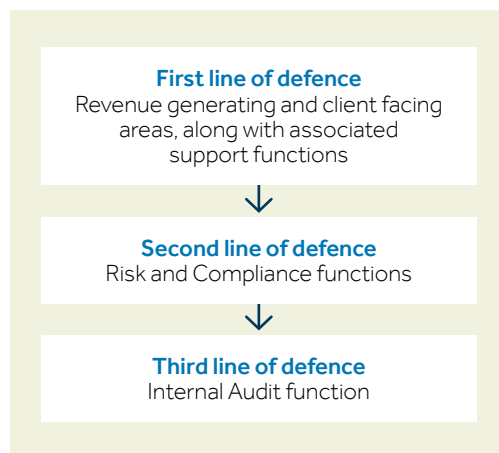 First line of defence
Revenue generating and client facing
areas, along with associated
support functions
Second line of defence
Risk and Compliance functions
Third line of defence
Internal Audit function